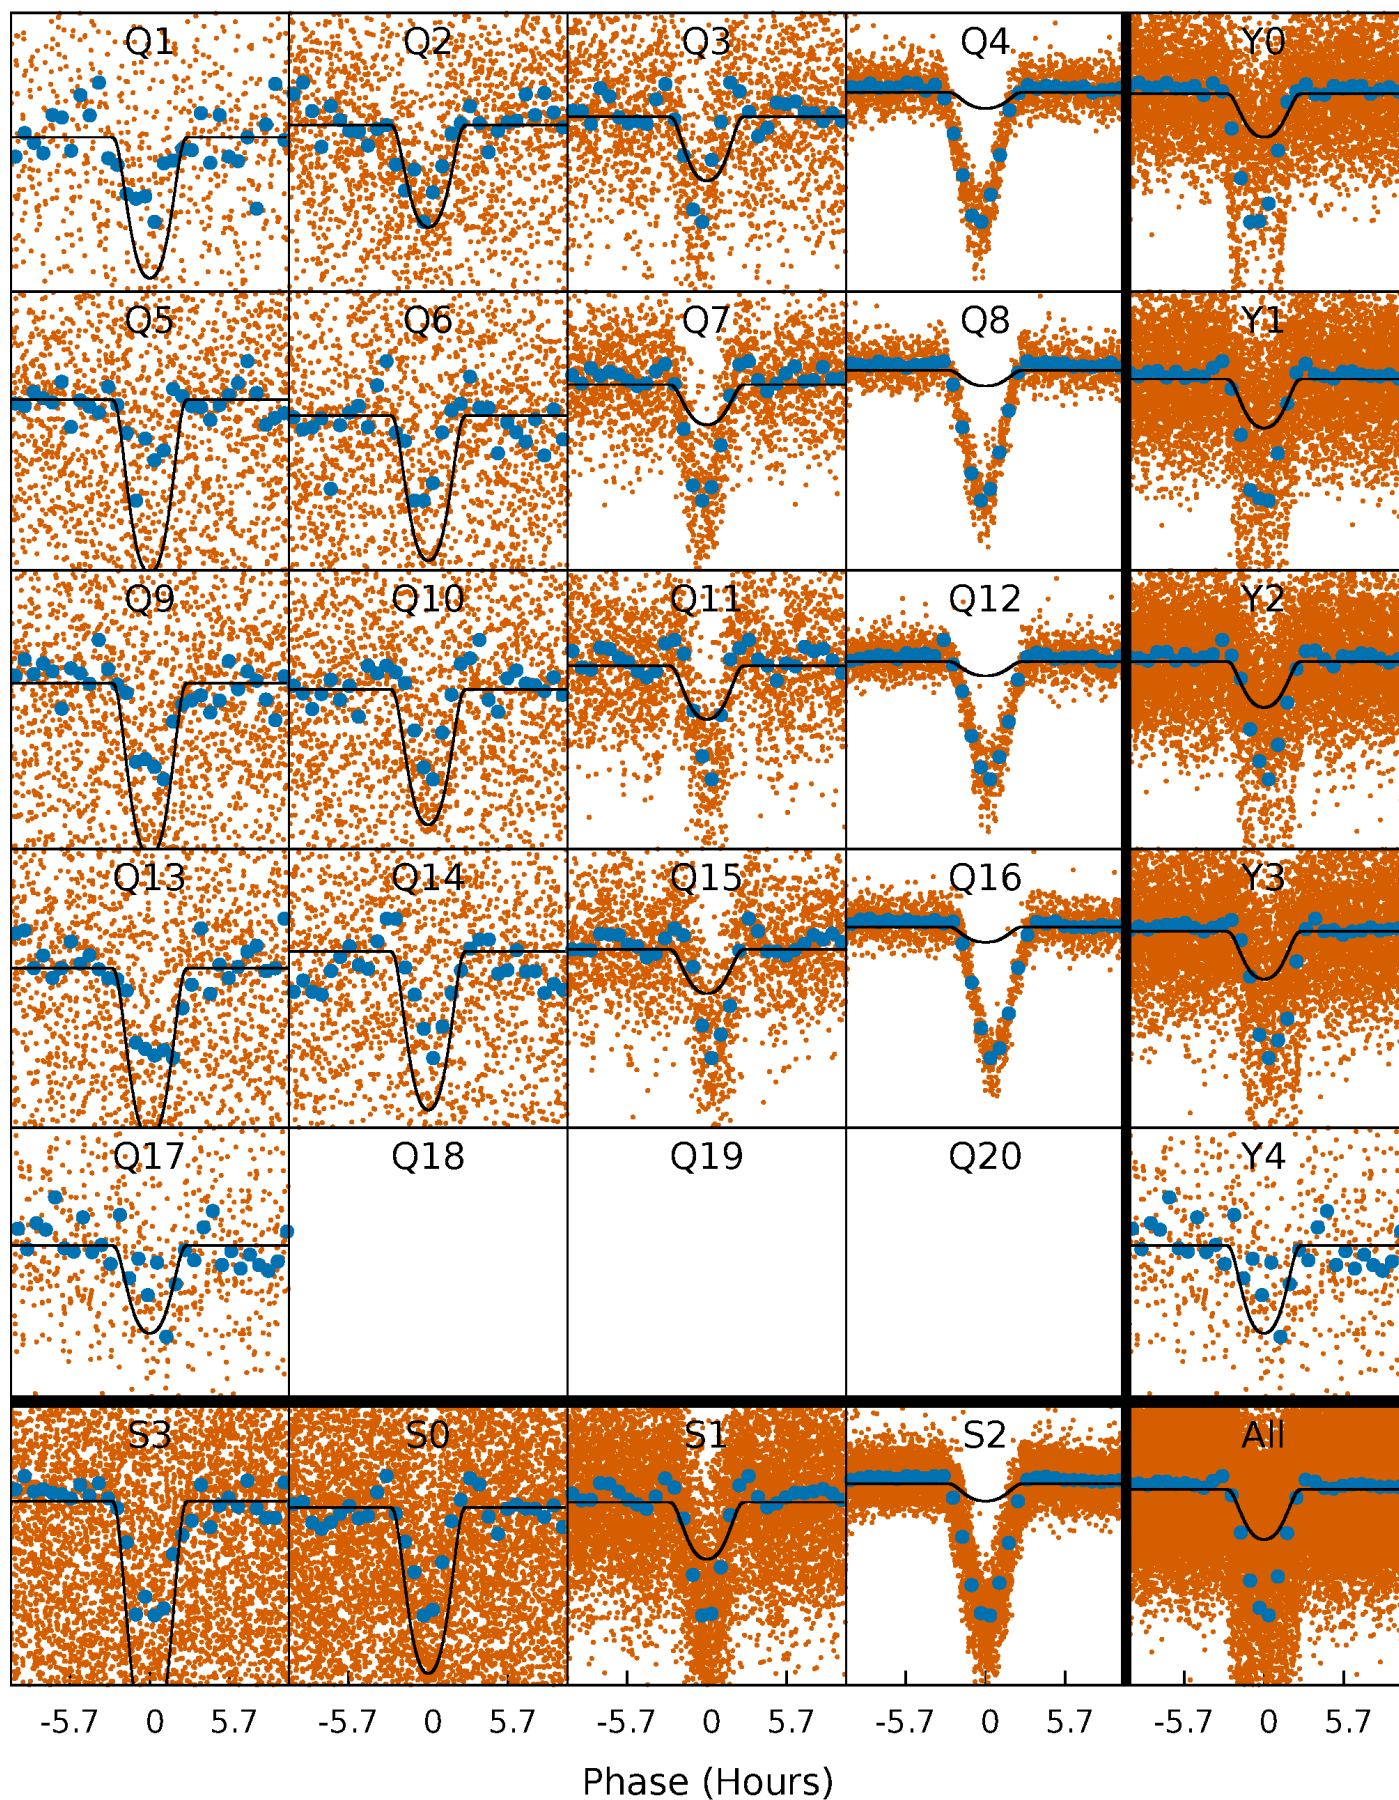 Q1 Q2 Q3 Q4 Y0
Q5 Q6 Q7 Q8 Y1
Q9 Q10 Q11 Q12 Y2
Q13 Q14 Q15 Q16 Y3
Q17 Q18 Q19 Q20 Y4
S3 S0 S1 S2 All
-5.7 0 5.7 -5.7 0 5.7 -5.7 0 5.7 -5.7 0 5.7 -5.7 0 5.7
Phase (Hours)